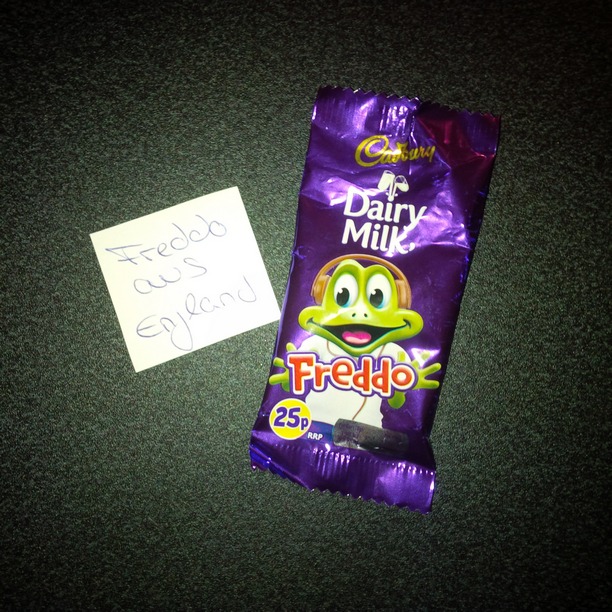 Freddo
aus
England
Cadbury
Dairy
Milk
Freddo
25p
RRP